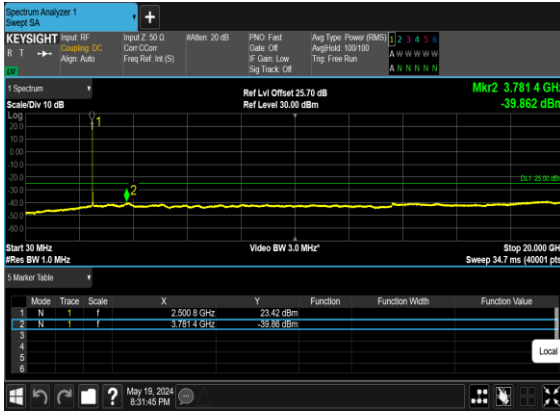 Spectrum Analyzer 1
Swept SA
+
KEYSIGHT Input: RF Input Z: 50 Ω #Atten: 20 dB PNO: Fast Avg Type: Power (RMS) 1 2 3 4 5 6
R T Coupling: DC Corr CCorr Gate: Off Avg|Hold: 100/100 A W W W W W
Align: Auto Freq Ref: Int (S) IF Gain: Low Trig: Free Run
Sig Track: Off A N N N N N
1 Spectrum
Ref Lvl Offset 25.70 dB Mkr2 3.781 4 GHz
Scale/Div 10 dB Ref Level 30.00 dBm -39.862 dBm
Log
20.0
10.0
0.00
-10.0
-20.0
-30.0
-40.0
-50.0
-60.0
1
2
DL1 -25.00 dBm
Start 30 MHz Video BW 3.0 MHz* Stop 20.000 GHz
#Res BW 1.0 MHz Sweep 34.7 ms (40001 pts)
5 Marker Table
Mode Trace Scale X Y Function Function Width Function Value
1 N 1 f 2.500 8 GHz 23.42 dBm
2 N 1 f 3.781 4 GHz -39.86 dBm
3
4
5
6
Local
?
May 19, 2024
8:31:45 PM